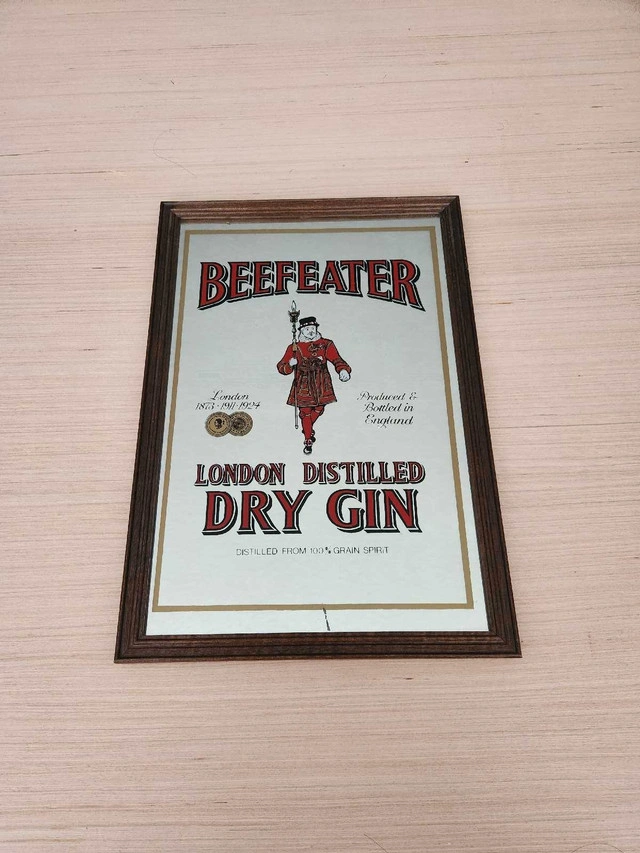 BEEFEATER
London
1873·1911·1924
Produced &
Bottled in
England
LONDON DISTILLED
DRY GIN
DISTILLED FROM 100% GRAIN SPIRIT